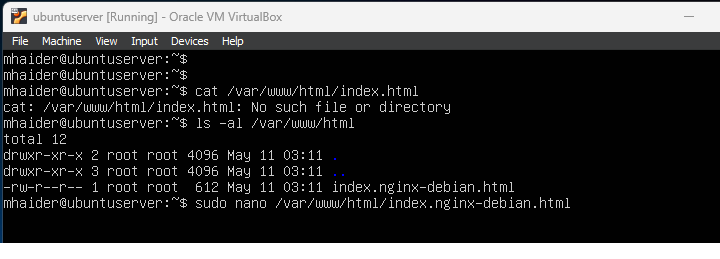 ubuntuserver [Running] - Oracle VM VirtualBox
File Machine View Input Devices Help
mhaider@ubuntuserver:~$
mhaider@ubuntuserver:~$
mhaider@ubuntuserver:~$ cat /var/www/html/index.html
cat: /var/www/html/index.html: No such file or directory
mhaider@ubuntuserver:~$ ls -al /var/www/html
total 12
drwxr-xr-x 2 root root 4096 May 11 03:11 .
drwxr-xr-x 3 root root 4096 May 11 03:11 ..
-rw-r--r-- 1 root root  612 May 11 03:11 index.nginx-debian.html
mhaider@ubuntuserver:~$ sudo nano /var/www/html/index.nginx-debian.html